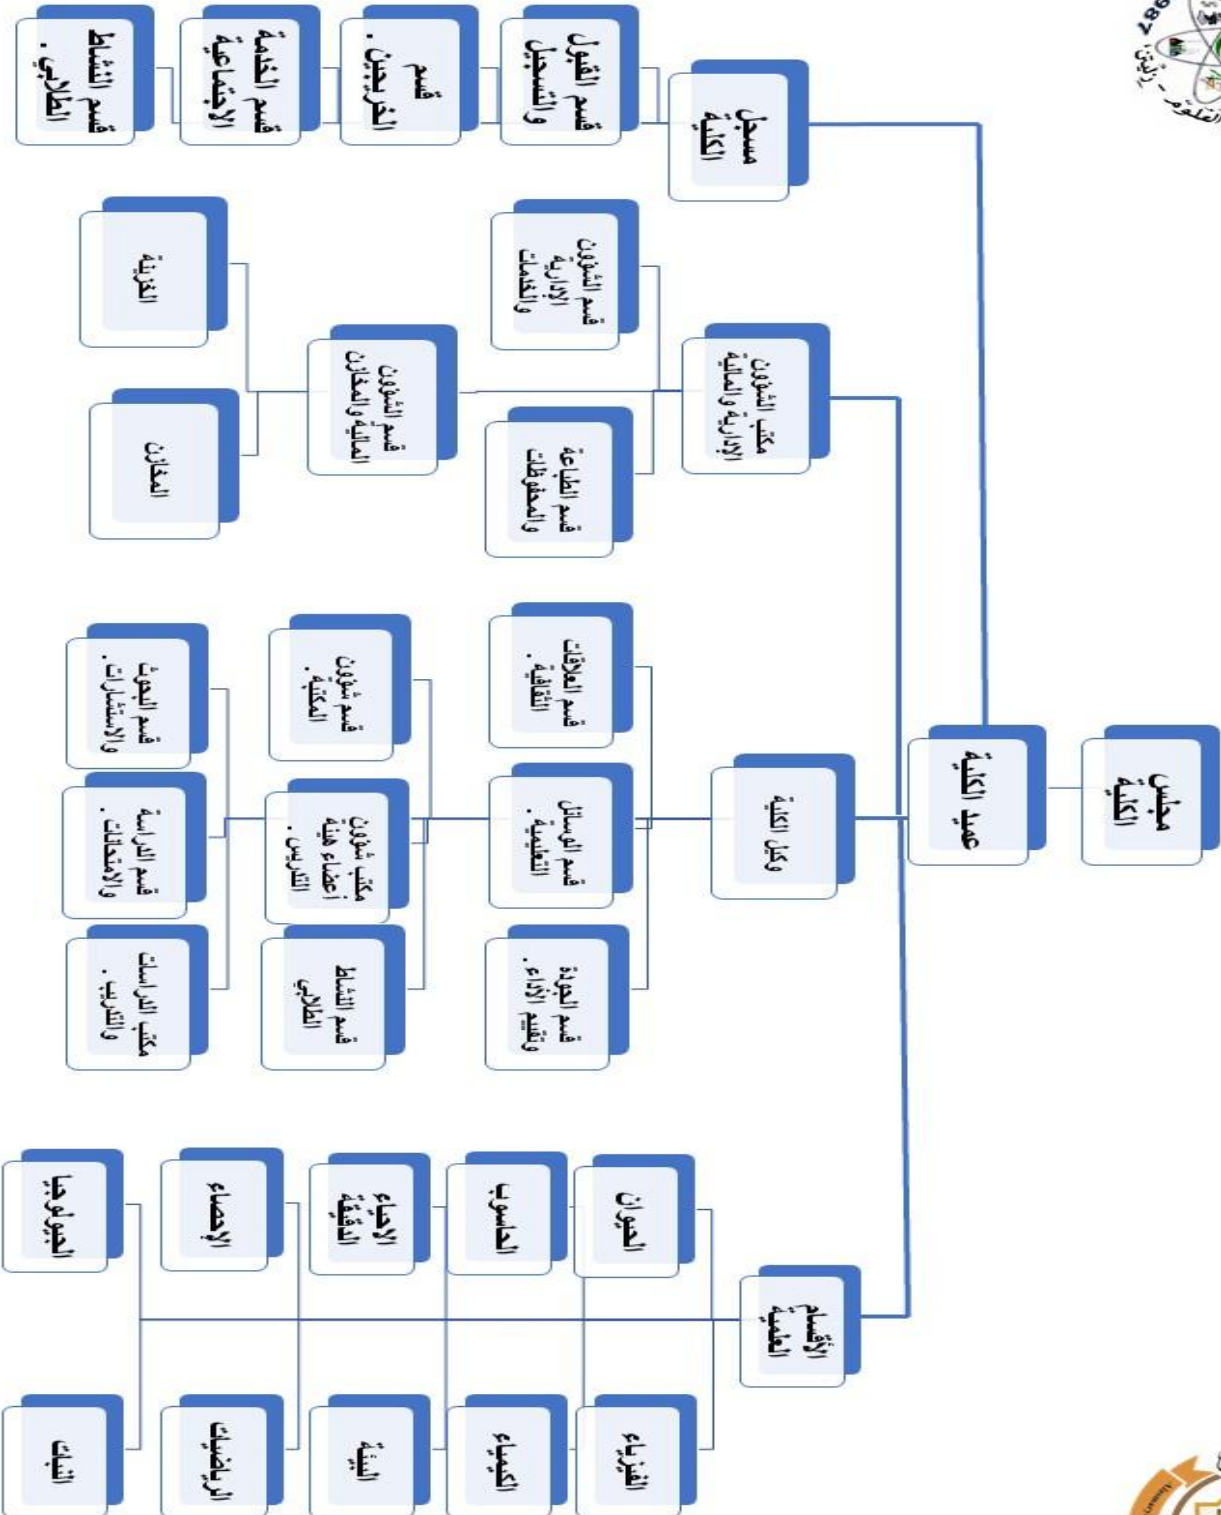 العلوم - زليتن
987
مجلس
الكلية
عميد الكلية
الأقسام
العلمية
وكيل الكلية
مكتب الشؤون
الإدارية والمالية
مسجل
الكلية
الفيزياء
الحيوان
الكيمياء
الحاسوب
البيئة
الاحياء
الدقيقة
الرياضيات
الإحصاء
النبات
الجيولوجيا
قسم الجودة
وتقييم الأداء .
قسم الوسائل
التعليمية .
قسم العلاقات
الثقافية .
قسم النشاط
الطلابي
مكتب شؤون
أعضاء هيئة
التدريس .
قسم شؤون
المكتبة .
مكتب الدراسات
والتدريب .
قسم الدراسة
والامتحانات .
قسم البحوث
والاستشارات .
قسم الطباعة
والمحفوظات
قسم الشؤون
الإدارية
والخدمات
قسم الشؤون
المالية والمخازن
المخازن
الخزينة
قسم القبول
والتسجيل
قسم
الخريجين .
قسم الخدمة
الاجتماعية
قسم النشاط
الطلابي .